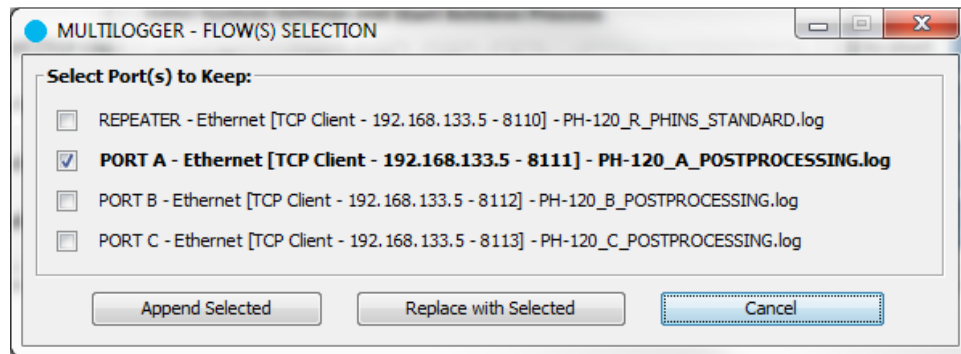 MULTILOGGER - FLOW(S) SELECTION
Select Port(s) to Keep:
REPEATER - Ethernet [TCP Client - 192.168.133.5 - 8110] - PH-120_R_PHINS_STANDARD.log
PORT A - Ethernet [TCP Client - 192.168.133.5 - 8111] - PH-120_A_POSTPROCESSING.log
PORT B - Ethernet [TCP Client - 192.168.133.5 - 8112] - PH-120_B_POSTPROCESSING.log
PORT C - Ethernet [TCP Client - 192.168.133.5 - 8113] - PH-120_C_POSTPROCESSING.log
Append Selected Replace with Selected Cancel